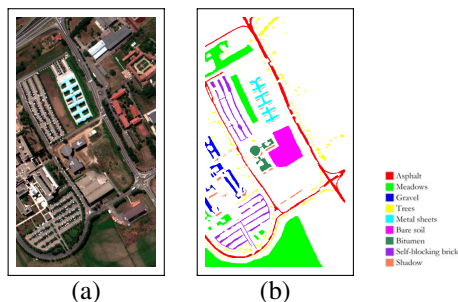 Asphalt
Meadows
Gravel
Trees
Metal sheets
Bare soil
Bitumen
Self-blocking brick
Shadow
(a)
(b)